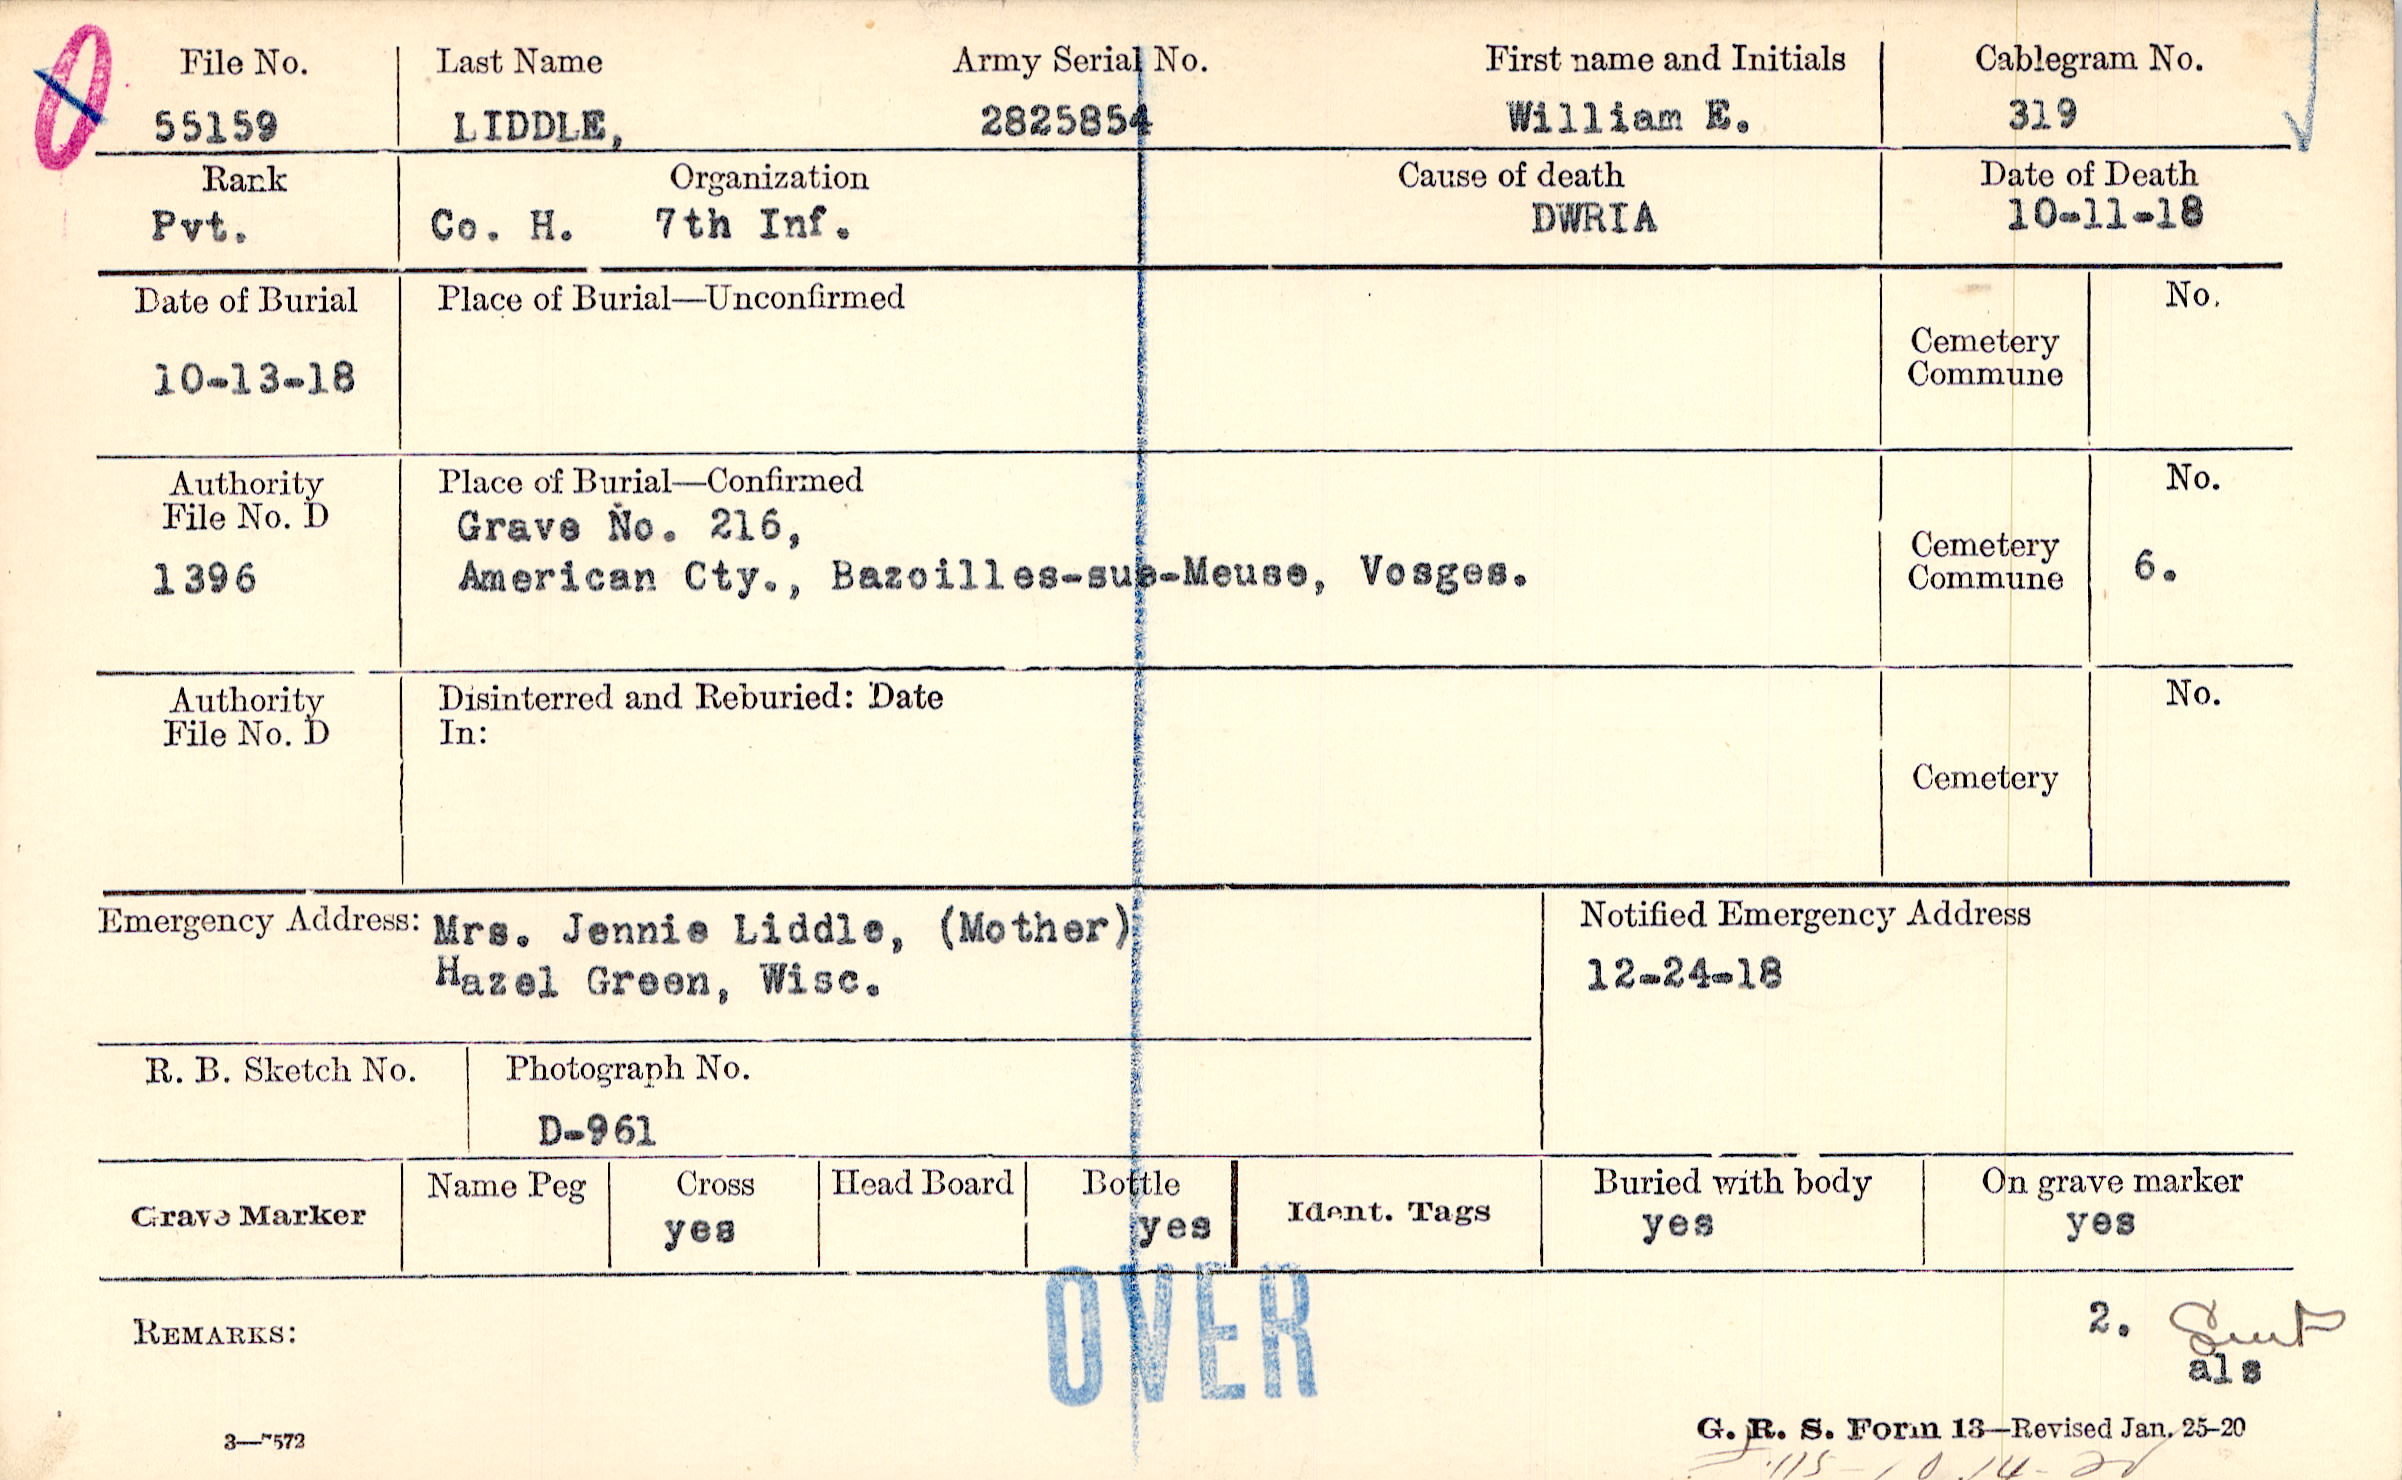 File No. Last Name Army Serial No. First name and Initials Cablegram No.
55159 LIDDLE, 2825854 William E. 319
Rank Organization Cause of death Date of Death
Pvt. Co. H. 7th Inf. DWRIA 10-11-18
Date of Burial Place of Burial—Unconfirmed No.
10-13-18
Cemetery
Commune
Authority Place of Burial—Confirmed No.
File No. D Grave No. 216,
1396 American Cty., Bazoilles-sue-Meuse, Vosges.
Cemetery
Commune 6.
Authority Disinterred and Reburied: Date No.
File No. D In:
Cemetery
Emergency Address: Mrs. Jennie Liddle, (Mother) Notified Emergency Address
Hazel Green, Wisc. 12-24-18
R. B. Sketch No. Photograph No.
D-961
Grave Marker Name Peg Cross Head Board Bottle Ident. Tags Buried with body On grave marker
yes yes yes yes
OVER
REMARKS: 2. Sent
als
3—7572 G. R. S. Form 13—Revised Jan. 25-20